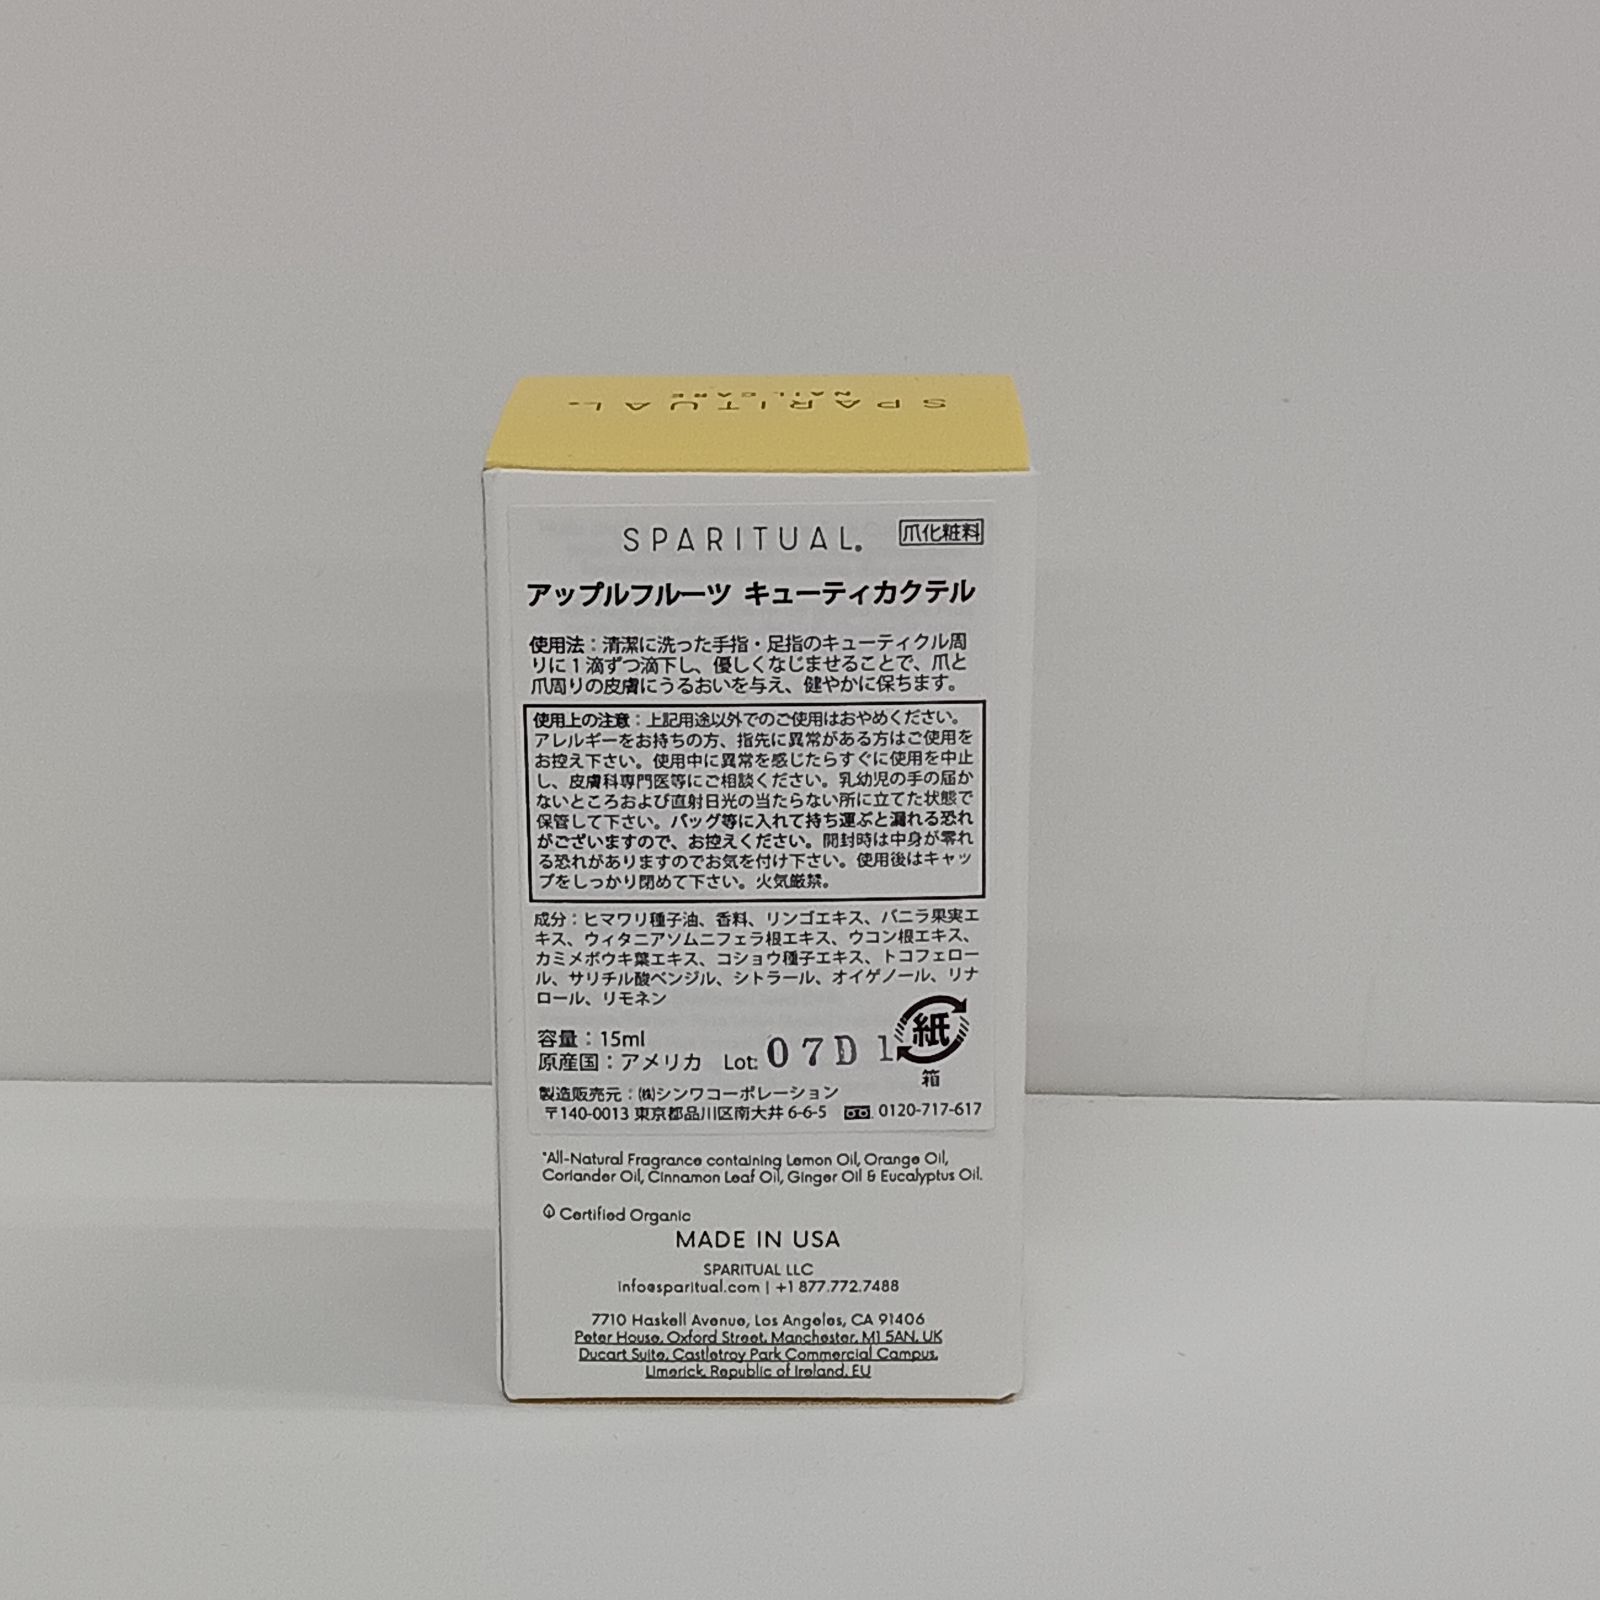 SPARITUAL.
NAIL CARE
SPARITUAL. 爪化粧料
アップルフルーツ キューティカクテル
使用法：清潔に洗った手指・足指のキューティクル周
りに1滴ずつ滴下し、優しくなじませることで、爪と
爪周りの皮膚にうるおいを与え、健やかに保ちます。
使用上の注意：上記用途以外でのご使用はおやめください。
アレルギーをお持ちの方、指先に異常がある方はご使用を
お控え下さい。使用中に異常を感じたらすぐに使用を中止
し、皮膚科専門医等にご相談ください。乳幼児の手の届か
ないところおよび直射日光の当たらない所に立てた状態で
保管して下さい。バッグ等に入れて持ち運ぶと漏れる恐れ
がございますので、お控えください。開封時は中身が零れ
る恐れがありますのでお気を付け下さい。使用後はキャッ
プをしっかり閉めて下さい。火気厳禁。
成分：ヒマワリ種子油、香料、リンゴエキス、バニラ果実エ
キス、ウィタニアソムニフェラ根エキス、ウコン根エキス、
カミメボウキ葉エキス、コショウ種子エキス、トコフェロー
ル、サリチル酸ベンジル、シトラール、オイゲノール、リナ
ロール、リモネン
容量：15ml
原産国：アメリカ Lot: 07D1
紙
箱
製造販売元：㈱シンワコーポレーション
〒140-0013 東京都品川区南大井 6-6-5 0120-717-617
*All-Natural Fragrance containing Lemon Oil, Orange Oil,
Coriander Oil, Cinnamon Leaf Oil, Ginger Oil & Eucalyptus Oil.
Certified Organic
MADE IN USA
SPARITUAL LLC
info@sparitual.com | +1 877.772.7488
7710 Haskell Avenue, Los Angeles, CA 91406
Peter House, Oxford Street, Manchester, M1 5AN, UK
Ducart Suite, Castletroy Park Commercial Campus,
Limerick, Republic of Ireland, EU